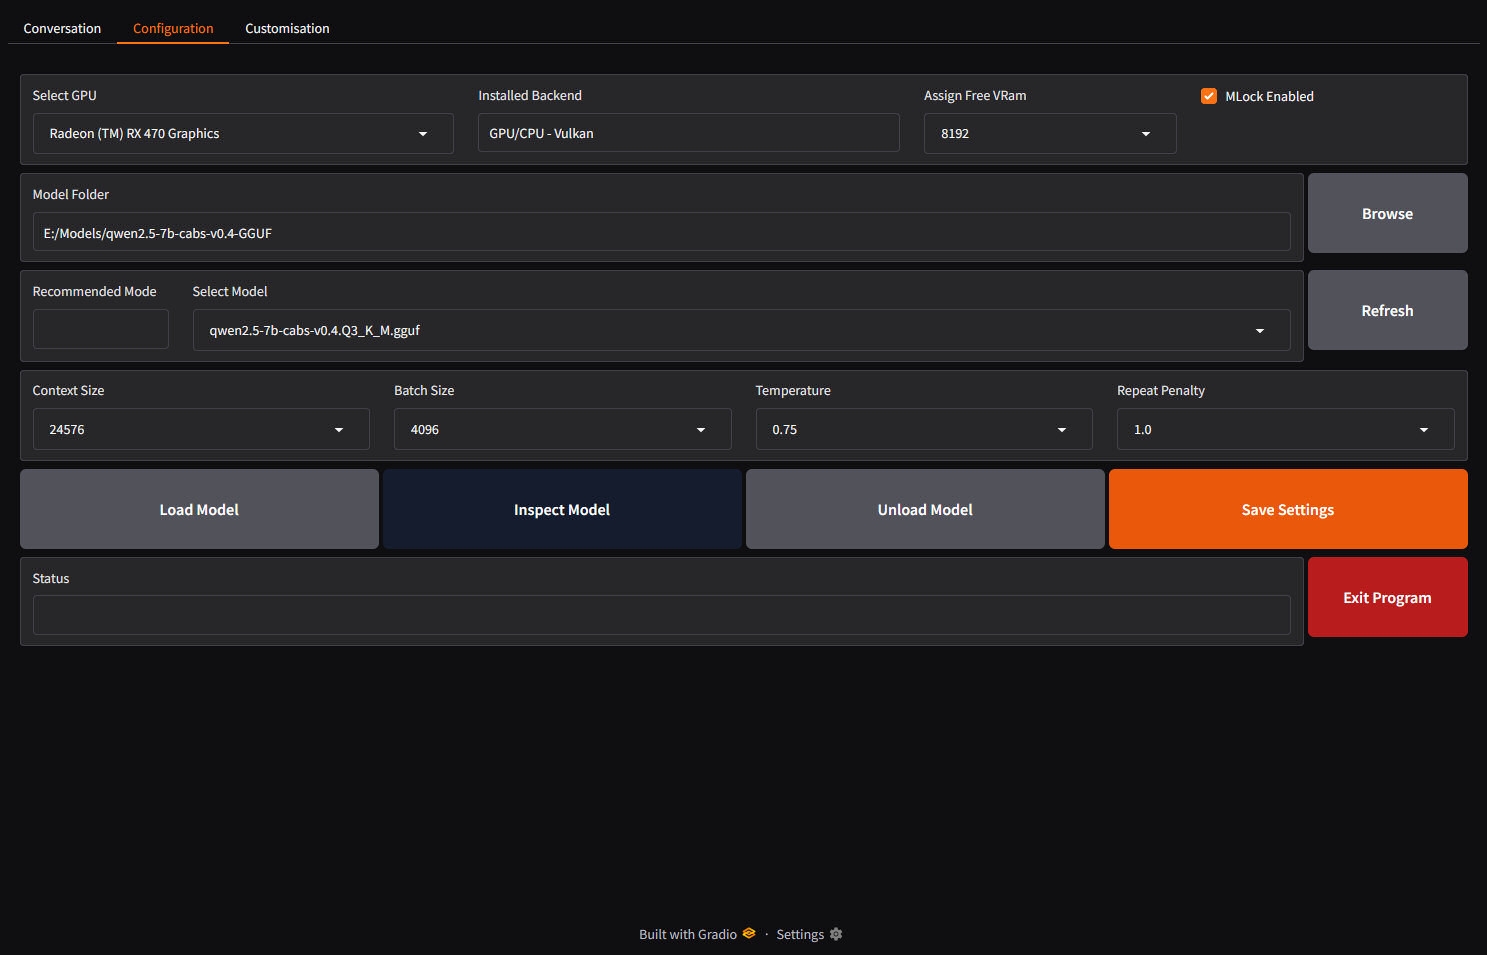 Conversation Configuration Customisation
Select GPU Installed Backend Assign Free VRam MLock Enabled
Radeon (TM) RX 470 Graphics GPU/CPU - Vulkan 8192
Model Folder
E:/Models/qwen2.5-7b-cabs-v0.4-GGUF
Browse
Recommended Mode Select Model
qwen2.5-7b-cabs-v0.4.Q3_K_M.gguf
Refresh
Context Size Batch Size Temperature Repeat Penalty
24576 4096 0.75 1.0
Load Model Inspect Model Unload Model Save Settings
Status
Exit Program
Built with Gradio · Settings